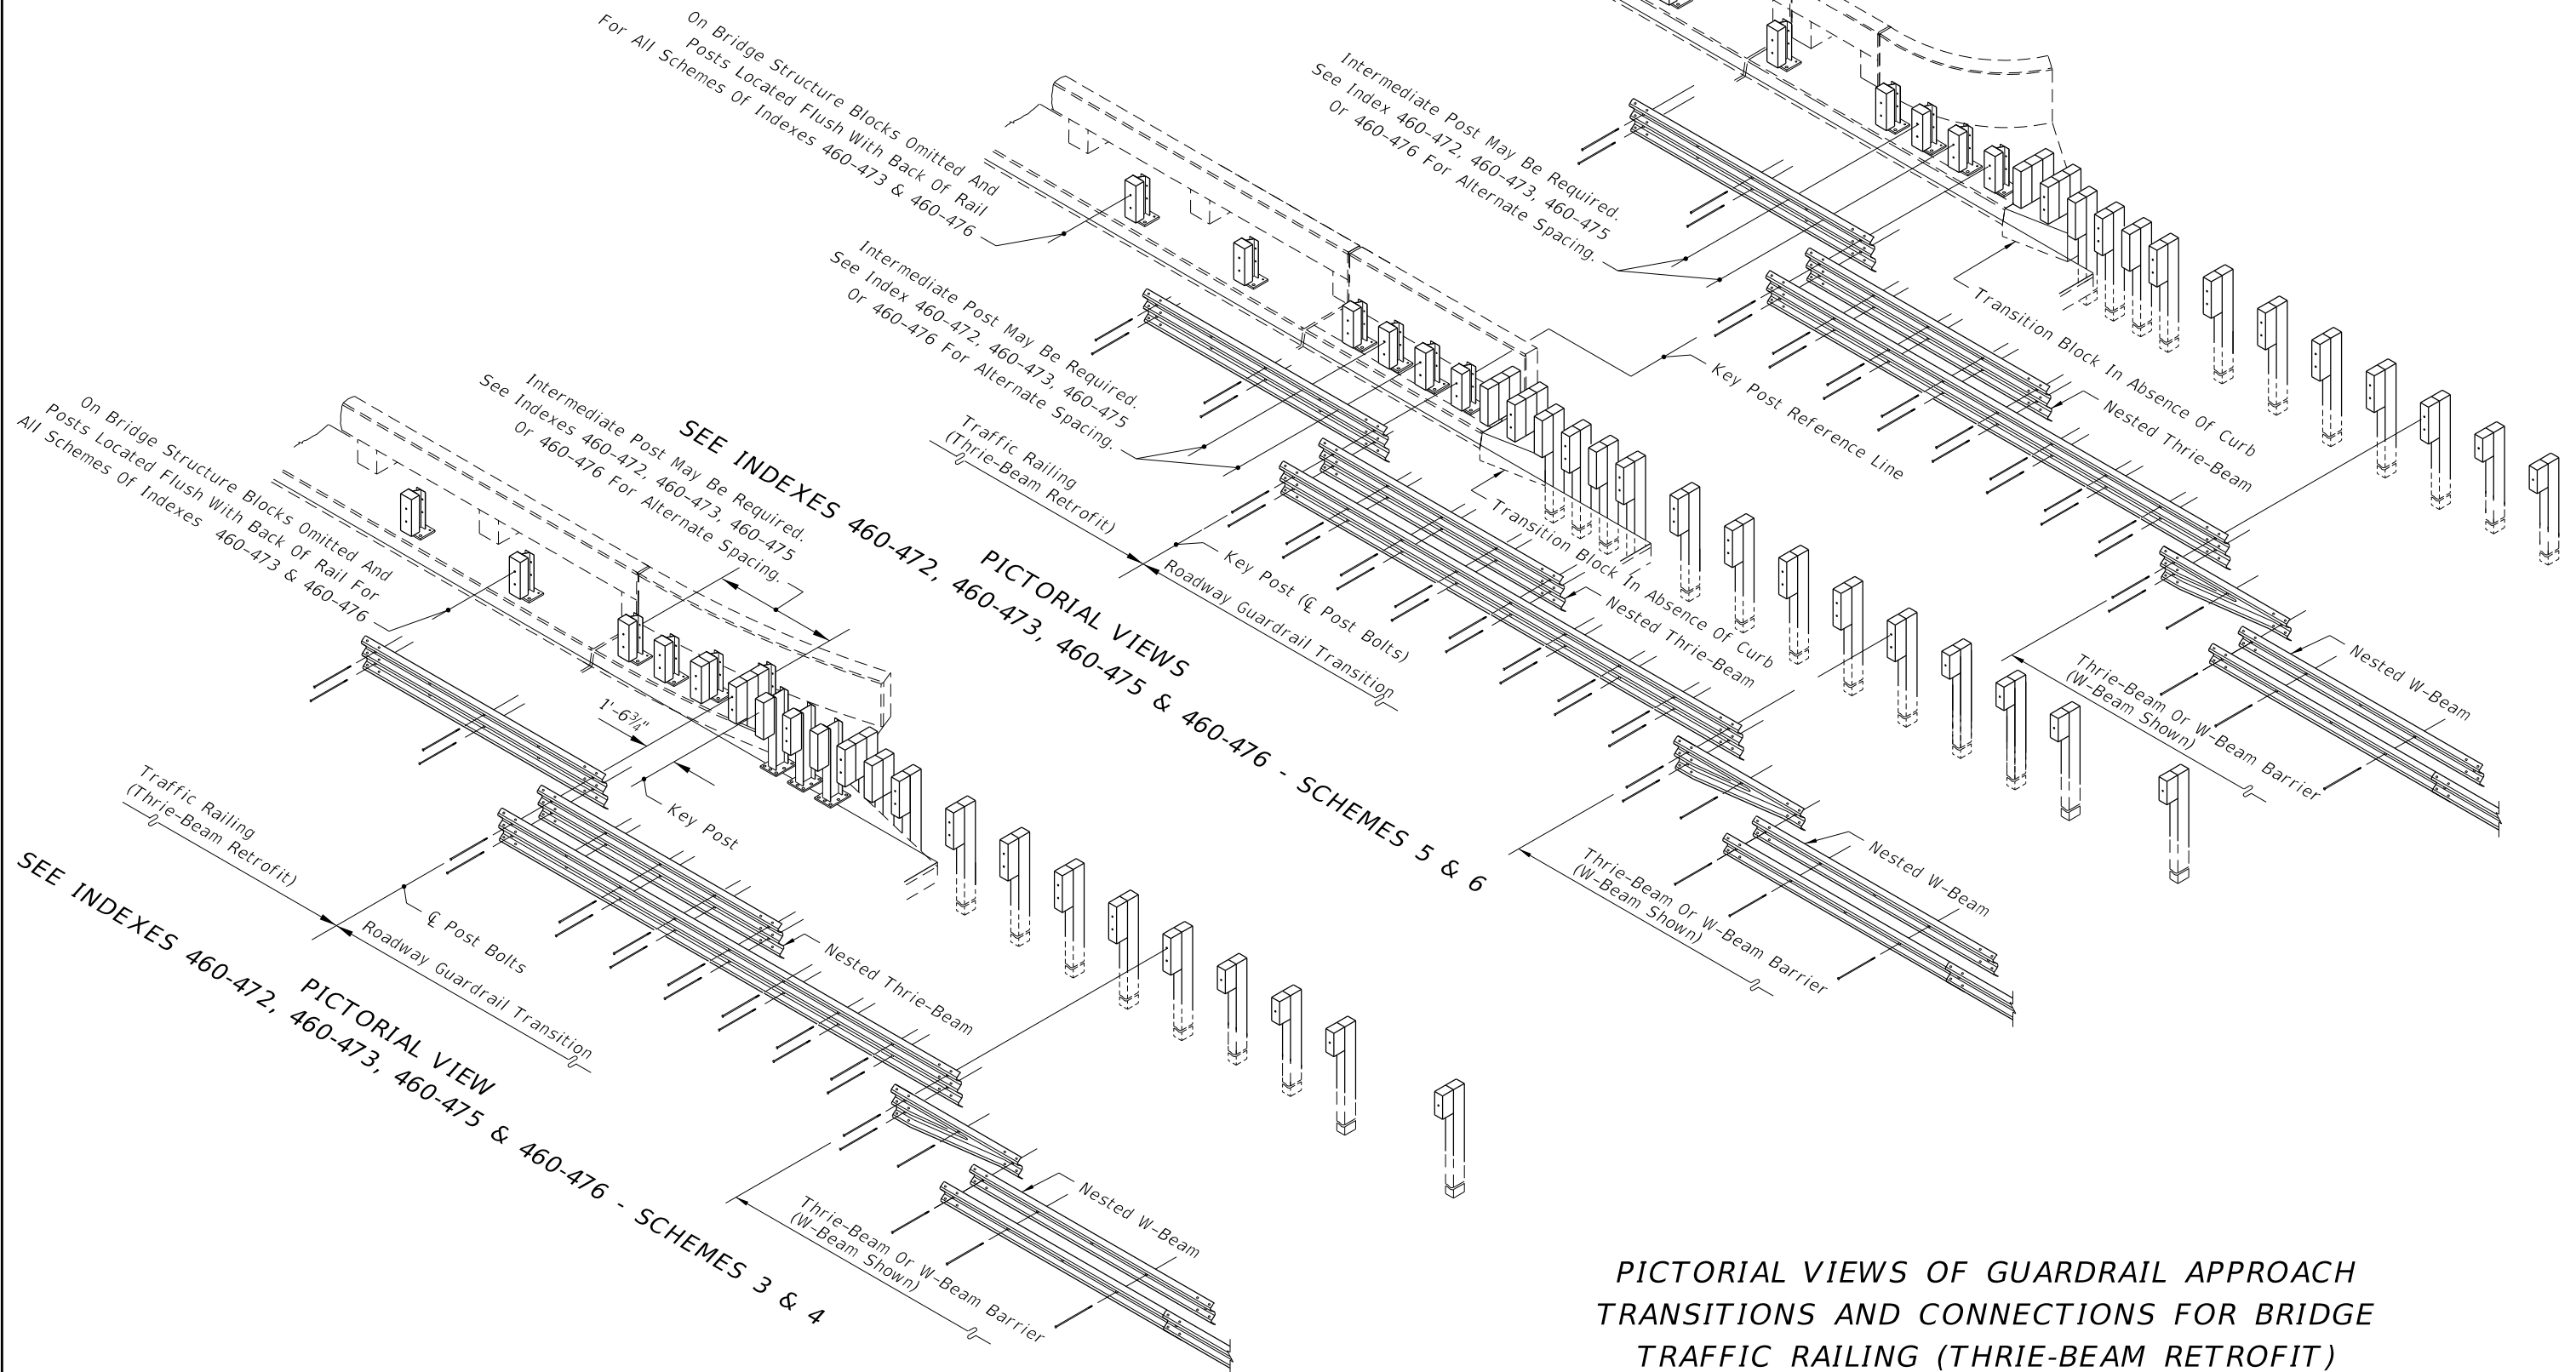 On Bridge Structure Blocks Omitted And
Posts Located Flush With Back Of Rail
For All Schemes Of Indexes 460-473 & 460-476
Intermediate Post May Be Required.
See Index 460-472, 460-473, 460-475
Or 460-476 For Alternate Spacing.
Transition Block In Absence Of Curb
Nested Thrie-Beam
Key Post Reference Line
Nested W-Beam
Thrie-Beam Or W-Beam Barrier
(W-Beam Shown)
Intermediate Post May Be Required.
See Index 460-472, 460-473, 460-475
Or 460-476 For Alternate Spacing.
Traffic Railing
(Thrie-Beam Retrofit)
Key Post (℄ Post Bolts)
Roadway Guardrail Transition
Transition Block In Absence Of Curb
Nested Thrie-Beam
Nested W-Beam
Thrie-Beam Or W-Beam Barrier
(W-Beam Shown)
PICTORIAL VIEWS
SEE INDEXES 460-472, 460-473, 460-475 & 460-476 - SCHEMES 5 & 6
On Bridge Structure Blocks Omitted And
Posts Located Flush With Back Of Rail For
All Schemes Of Indexes 460-473 & 460-476
Intermediate Post May Be Required.
See Indexes 460-472, 460-473, 460-475
Or 460-476 For Alternate Spacing.
1'-6¾"
Key Post
Traffic Railing
(Thrie-Beam Retrofit)
℄ Post Bolts
Roadway Guardrail Transition
Nested Thrie-Beam
Nested W-Beam
Thrie-Beam Or W-Beam Barrier
(W-Beam Shown)
PICTORIAL VIEW
SEE INDEXES 460-472, 460-473, 460-475 & 460-476 - SCHEMES 3 & 4
PICTORIAL VIEWS OF GUARDRAIL APPROACH
TRANSITIONS AND CONNECTIONS FOR BRIDGE
TRAFFIC RAILING (THRIE-BEAM RETROFIT)